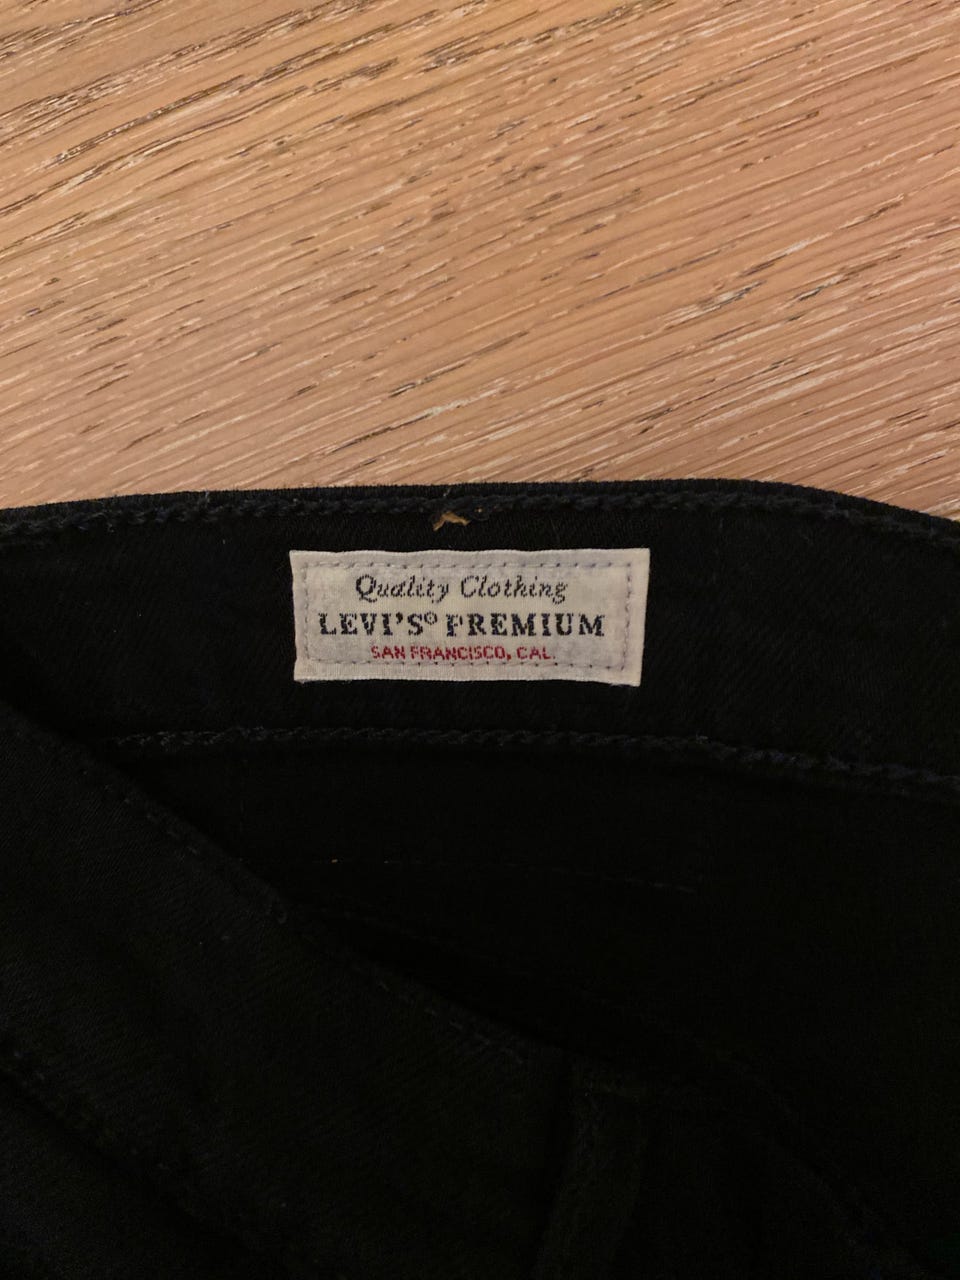 Quality Clothing
LEVI'S® PREMIUM
SAN FRANCISCO, CAL.